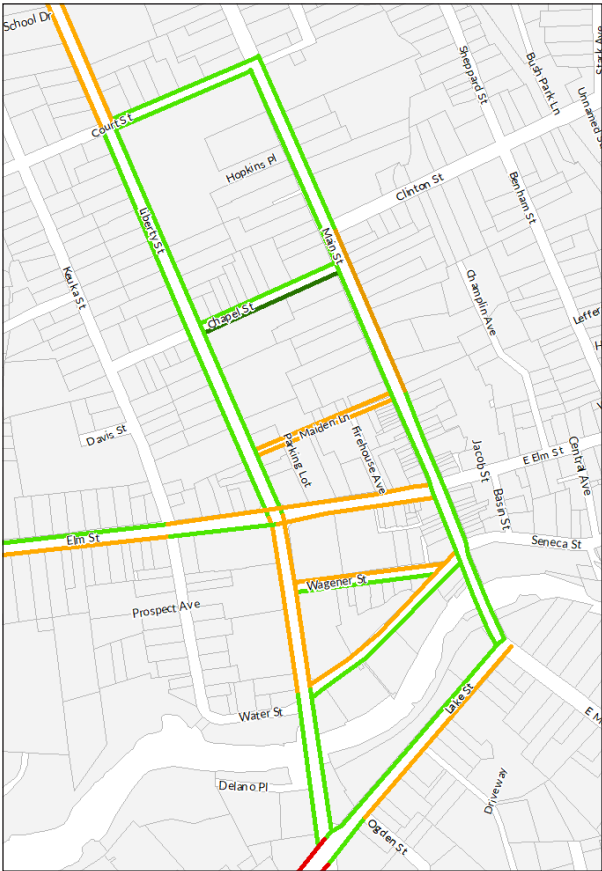 School Dr
Sheppard St
Bush Park Ln
Unnamed St
Court St
Hopkins Pl
Clinton St
Benham St
Liberty St
Main St
Keuka St
Champlin Ave
Chapel St
Leffer
H
Davis St
Maiden Ln
Parking Lot
Firehouse Ave
Jacob St
E Elm St
Central Ave
Basin St
Elm St
Seneca St
Wagener St
Prospect Ave
Lake St
Water St
E M
Delano Pl
Driveway
Ogden St